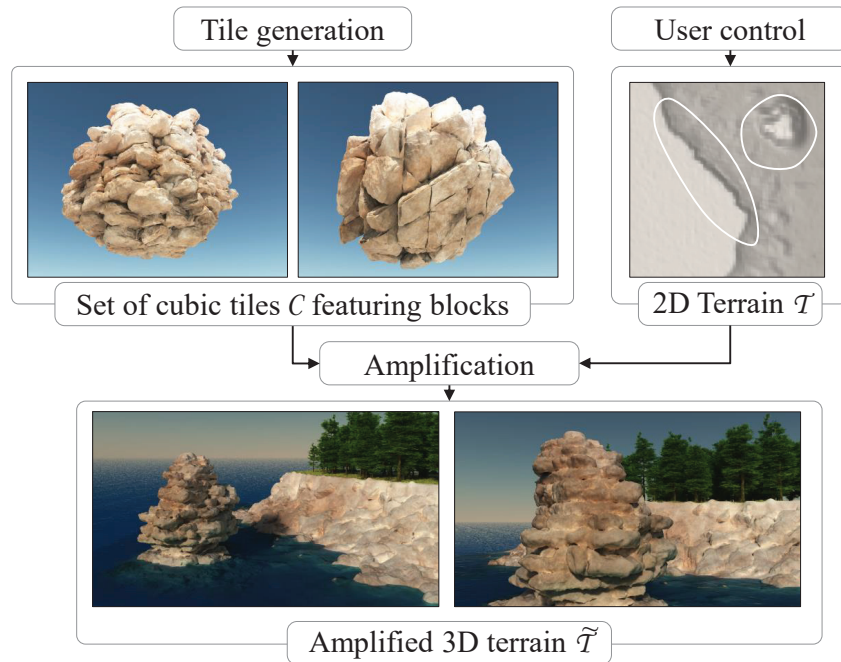 Tile generation
User control
Set of cubic tiles C featuring blocks
2D Terrain 𝒯
Amplification
Amplified 3D terrain 𝒯̃